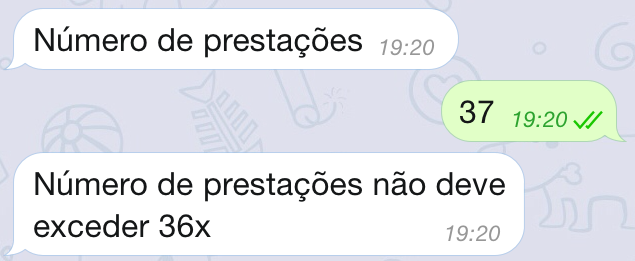 Número de prestações 19:20
37 19:20
Número de prestações não deve
exceder 36x 19:20